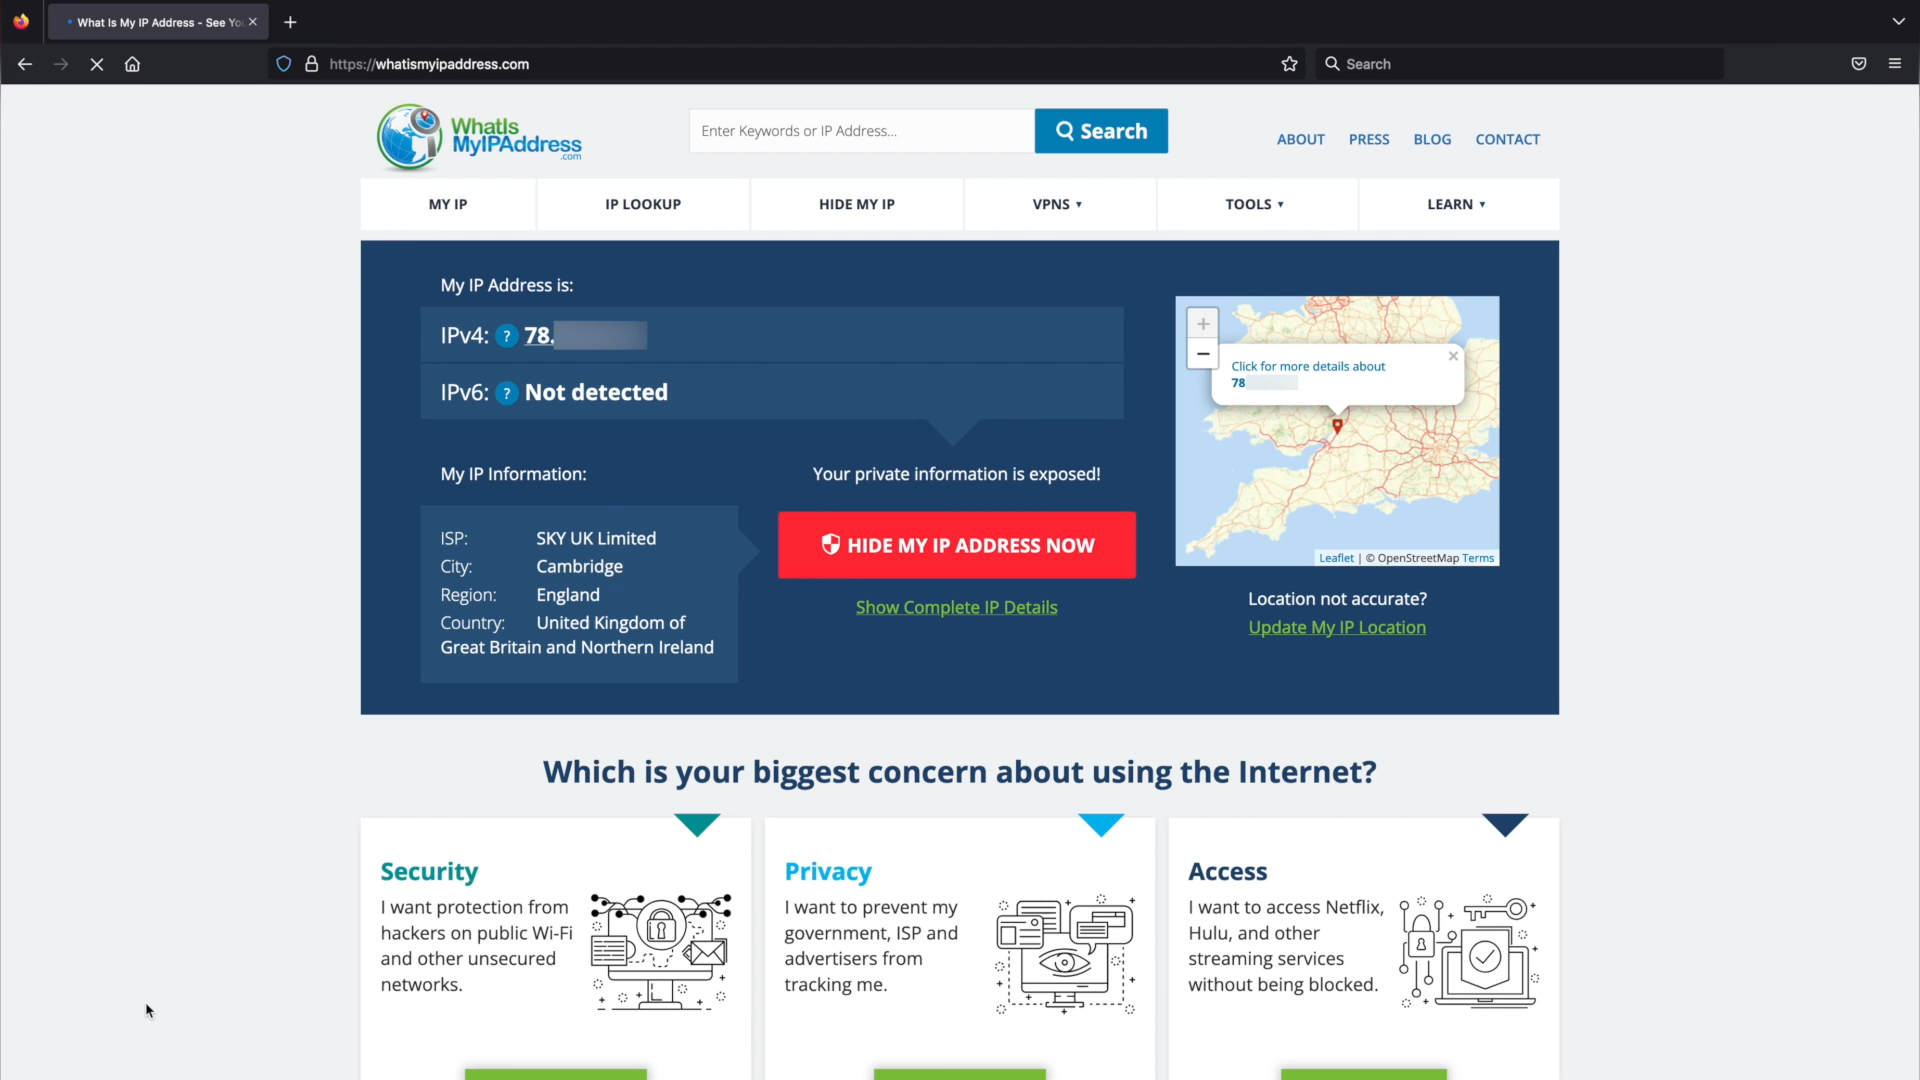 What Is My IP Address - See Yo
https://whatismyipaddress.com
Search
WhatIs
MyIPAddress
.com
Enter Keywords or IP Address...
Search
ABOUT PRESS BLOG CONTACT
MY IP IP LOOKUP HIDE MY IP VPNS ▾ TOOLS ▾ LEARN ▾
My IP Address is:
IPv4: ? 78.
IPv6: ? Not detected
My IP Information:
ISP: SKY UK Limited
City: Cambridge
Region: England
Country: United Kingdom of
Great Britain and Northern Ireland
Your private information is exposed!
HIDE MY IP ADDRESS NOW
Show Complete IP Details
+
−
Click for more details about
78
×
Leaflet | © OpenStreetMap Terms
Location not accurate?
Update My IP Location
Which is your biggest concern about using the Internet?
Security
I want protection from
hackers on public Wi-Fi
and other unsecured
networks.
Privacy
I want to prevent my
government, ISP and
advertisers from
tracking me.
Access
I want to access Netflix,
Hulu, and other
streaming services
without being blocked.